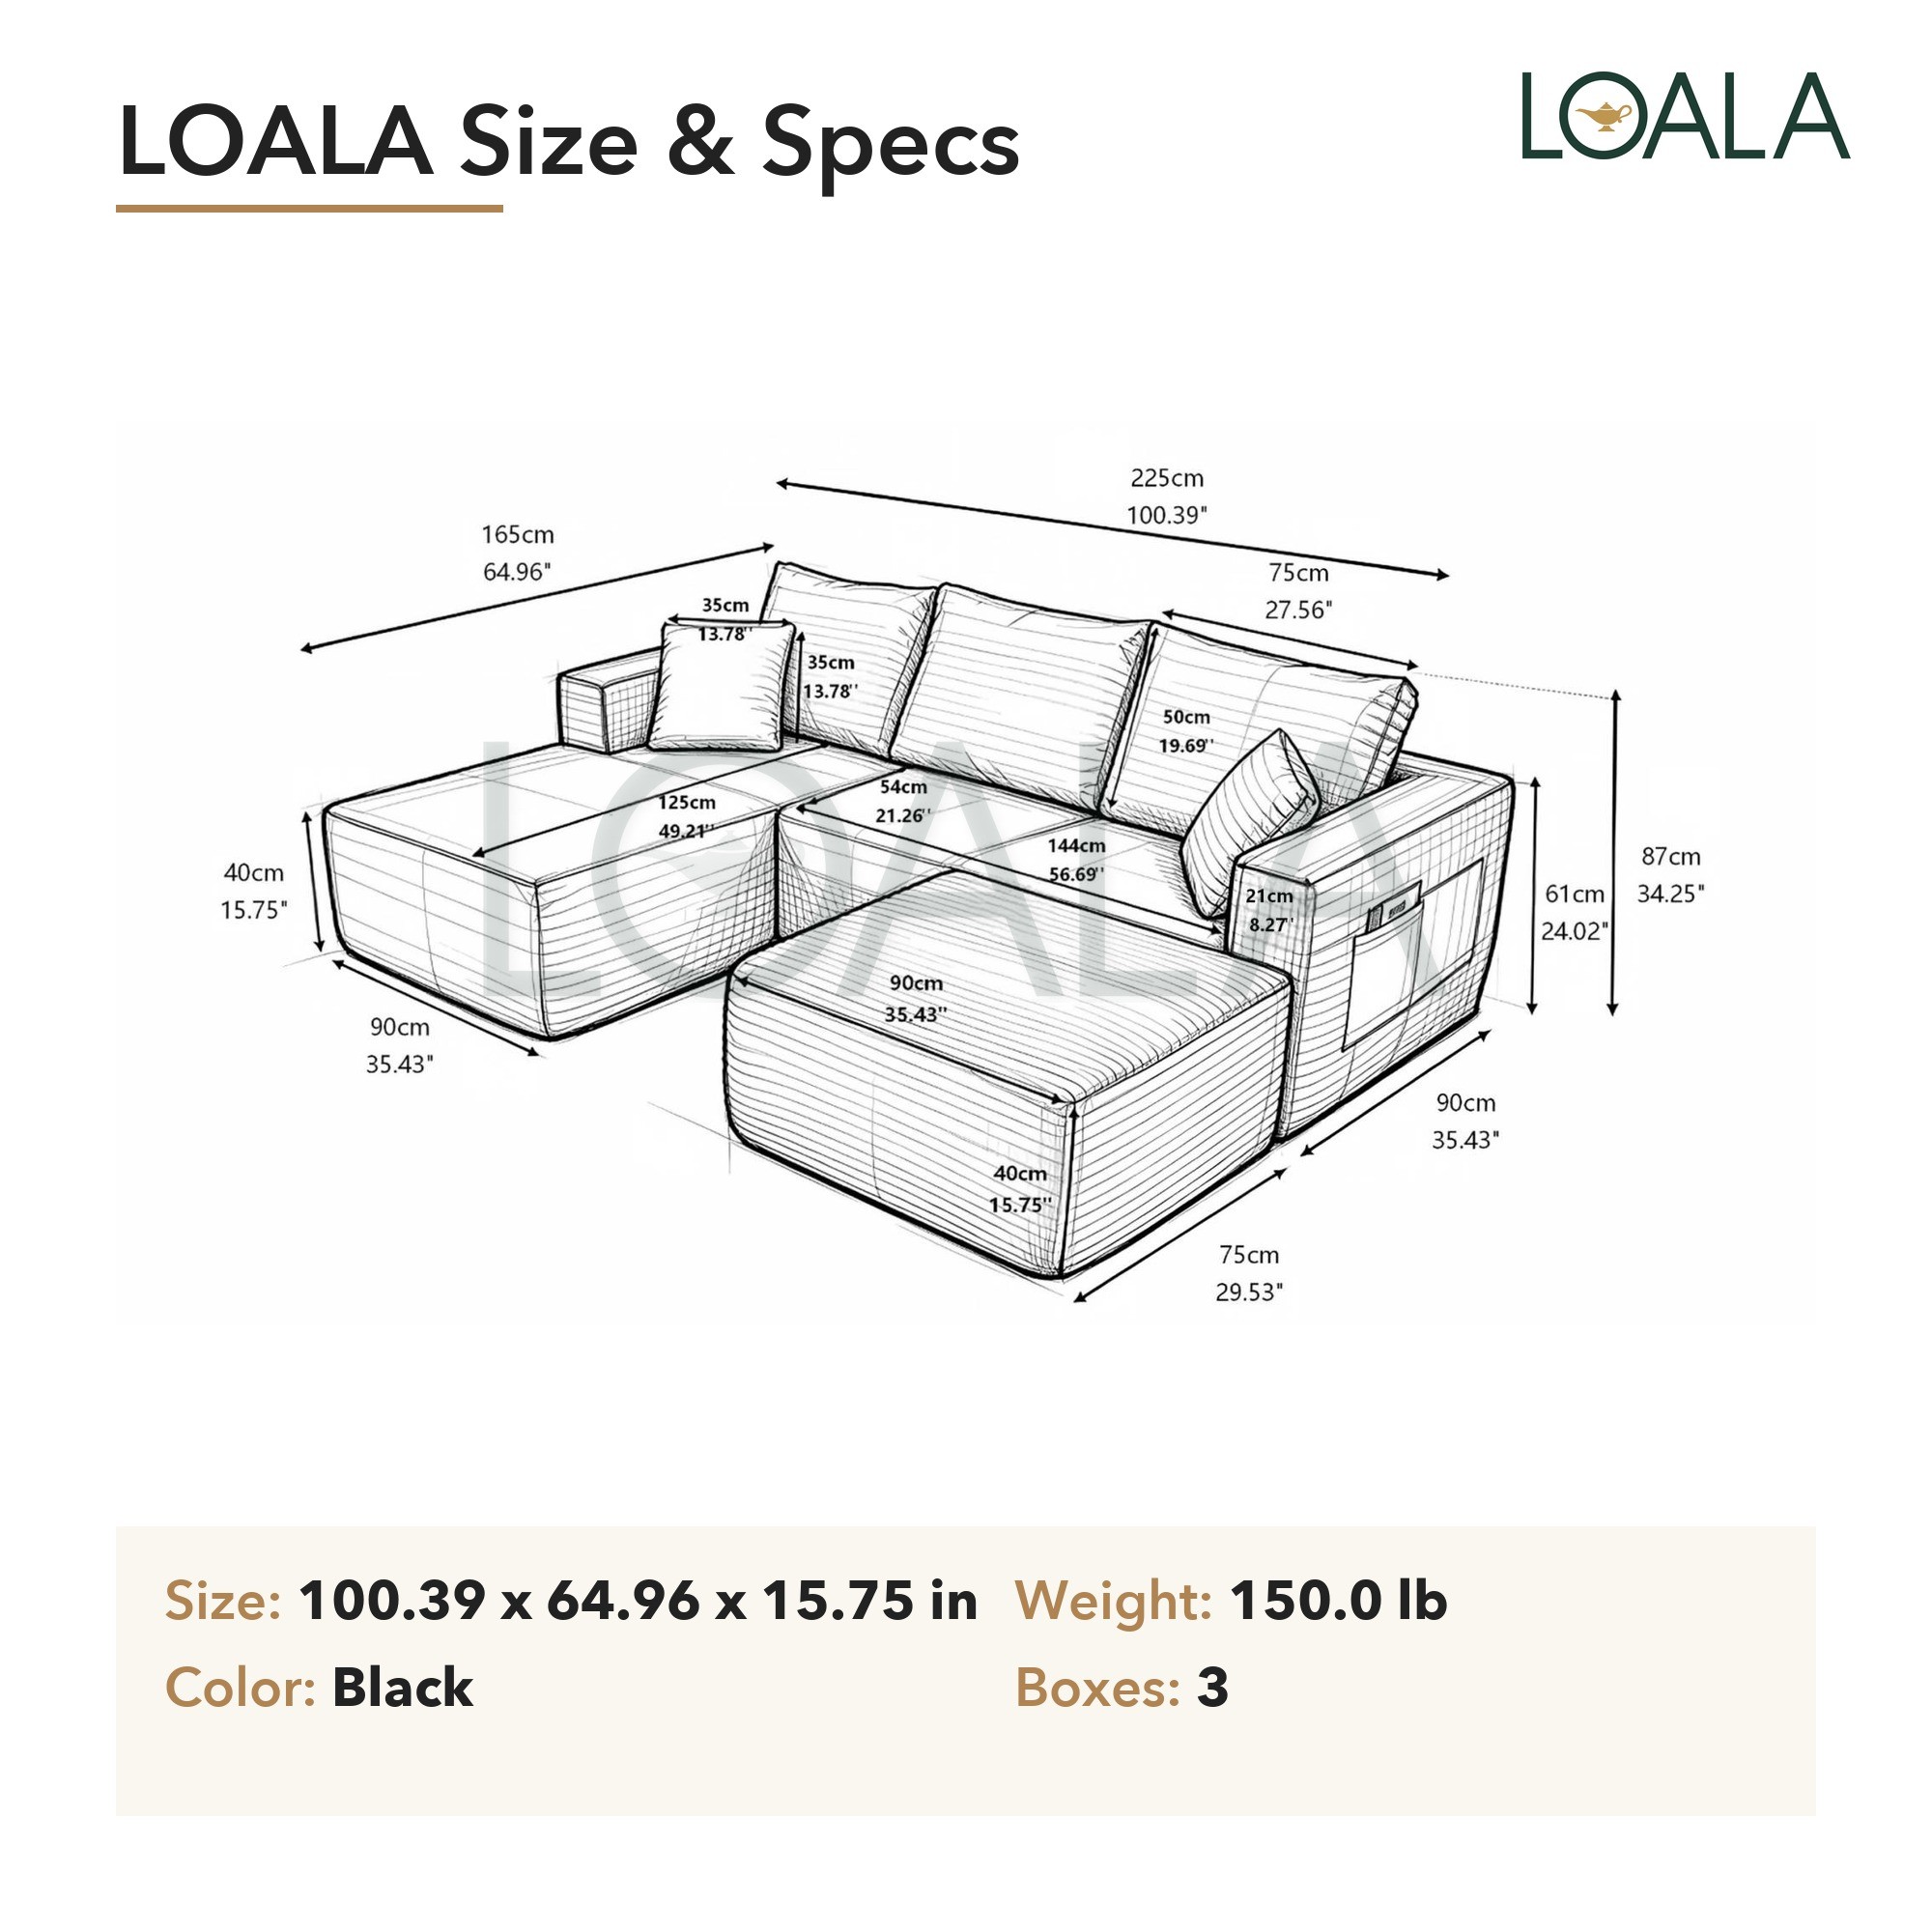 LOALA Size & Specs
LOALA
225cm
100.39"
165cm
64.96"
75cm
27.56"
35cm
13.78''
35cm
13.78''
50cm
19.69''
54cm
21.26''
125cm
49.21''
144cm
56.69''
40cm
15.75"
87cm
34.25"
61cm
24.02"
21cm
8.27''
LOALA
90cm
35.43''
90cm
35.43"
90cm
35.43"
40cm
15.75''
75cm
29.53"
Size: 100.39 x 64.96 x 15.75 in
Weight: 150.0 lb
Color: Black
Boxes: 3